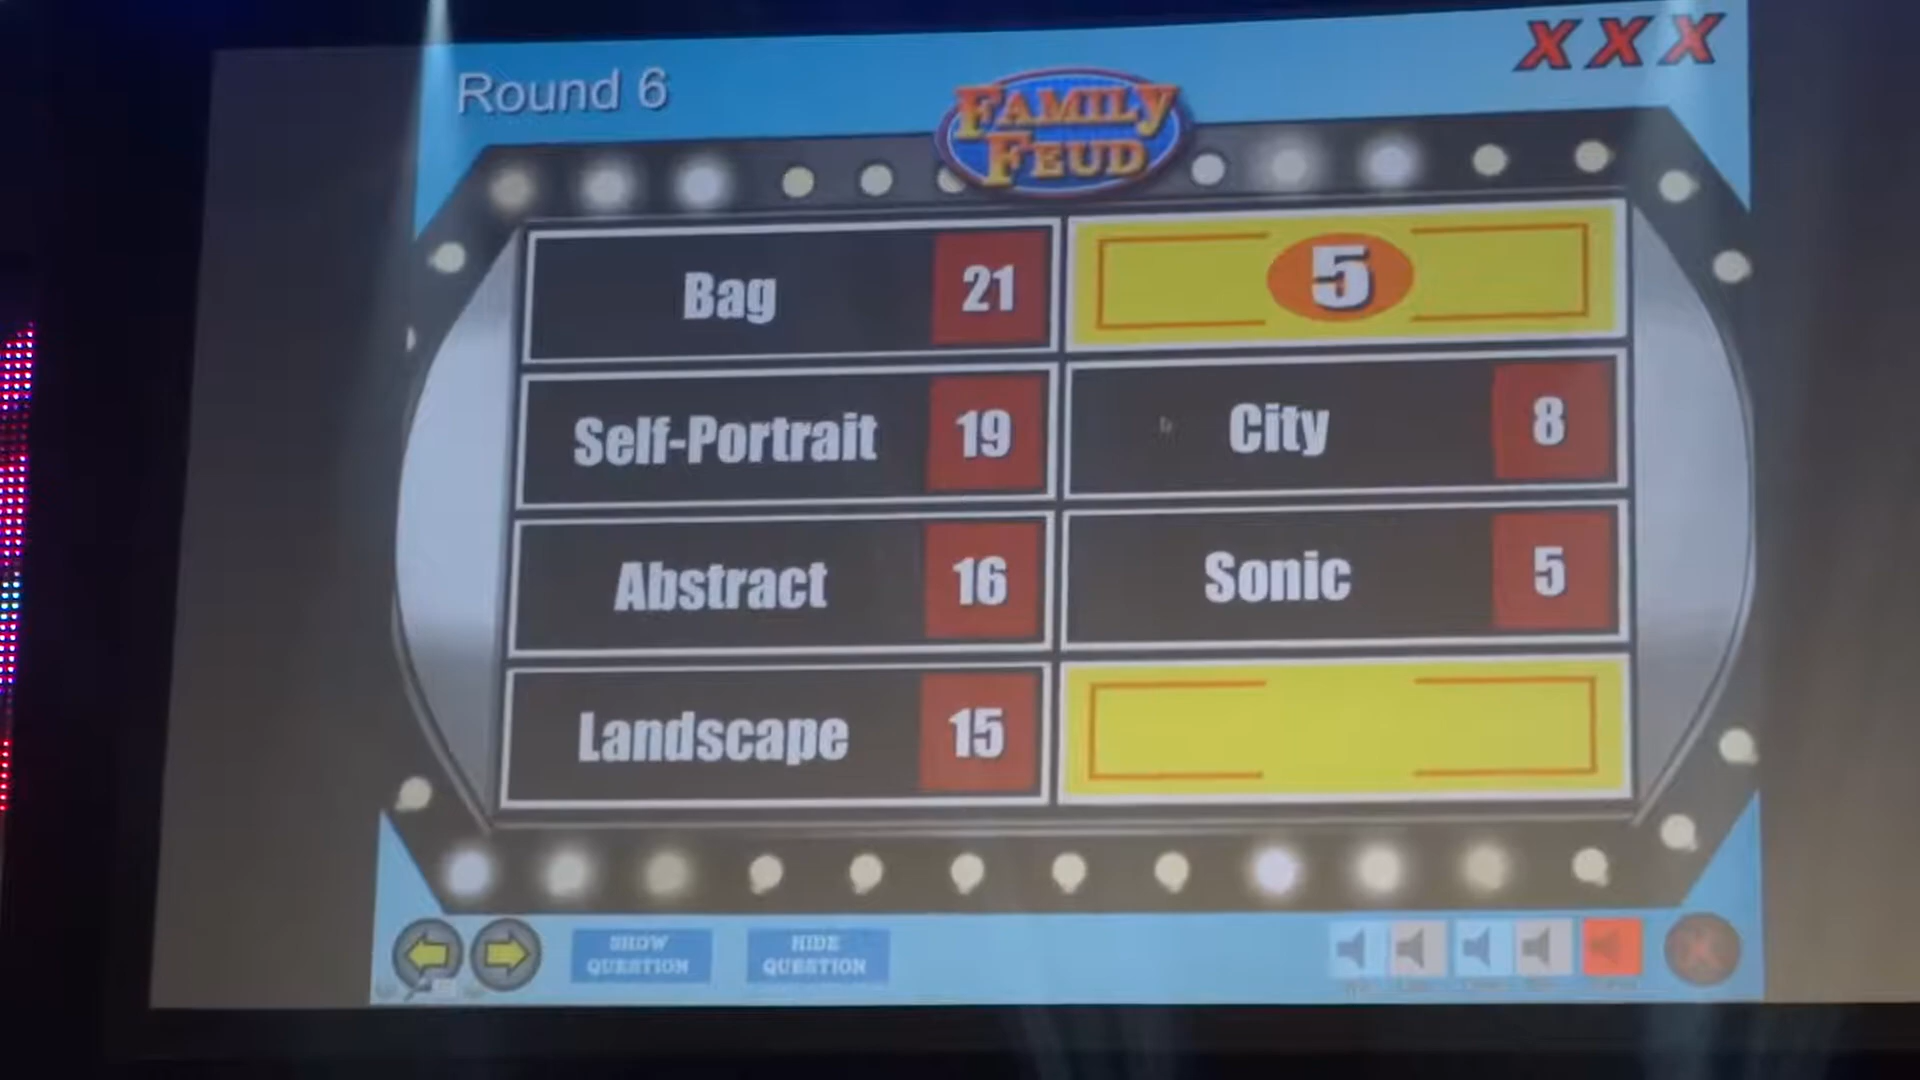 Round 6
X X X
FAMILY
FEUD
Bag 21
5
Self-Portrait 19
City 8
Abstract 16
Sonic 5
Landscape 15
SHOW
QUESTION
HIDE
QUESTION
X